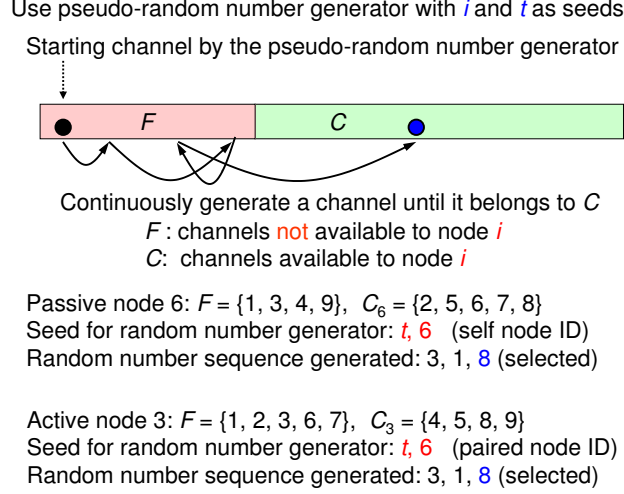 Use pseudo-random number generator with i and t as seeds
Starting channel by the pseudo-random number generator
F C
Continuously generate a channel until it belongs to C
F : channels not available to node i
C: channels available to node i
Passive node 6: F = {1, 3, 4, 9}, C6 = {2, 5, 6, 7, 8}
Seed for random number generator: t, 6 (self node ID)
Random number sequence generated: 3, 1, 8 (selected)
Active node 3: F = {1, 2, 3, 6, 7}, C3 = {4, 5, 8, 9}
Seed for random number generator: t, 6 (paired node ID)
Random number sequence generated: 3, 1, 8 (selected)